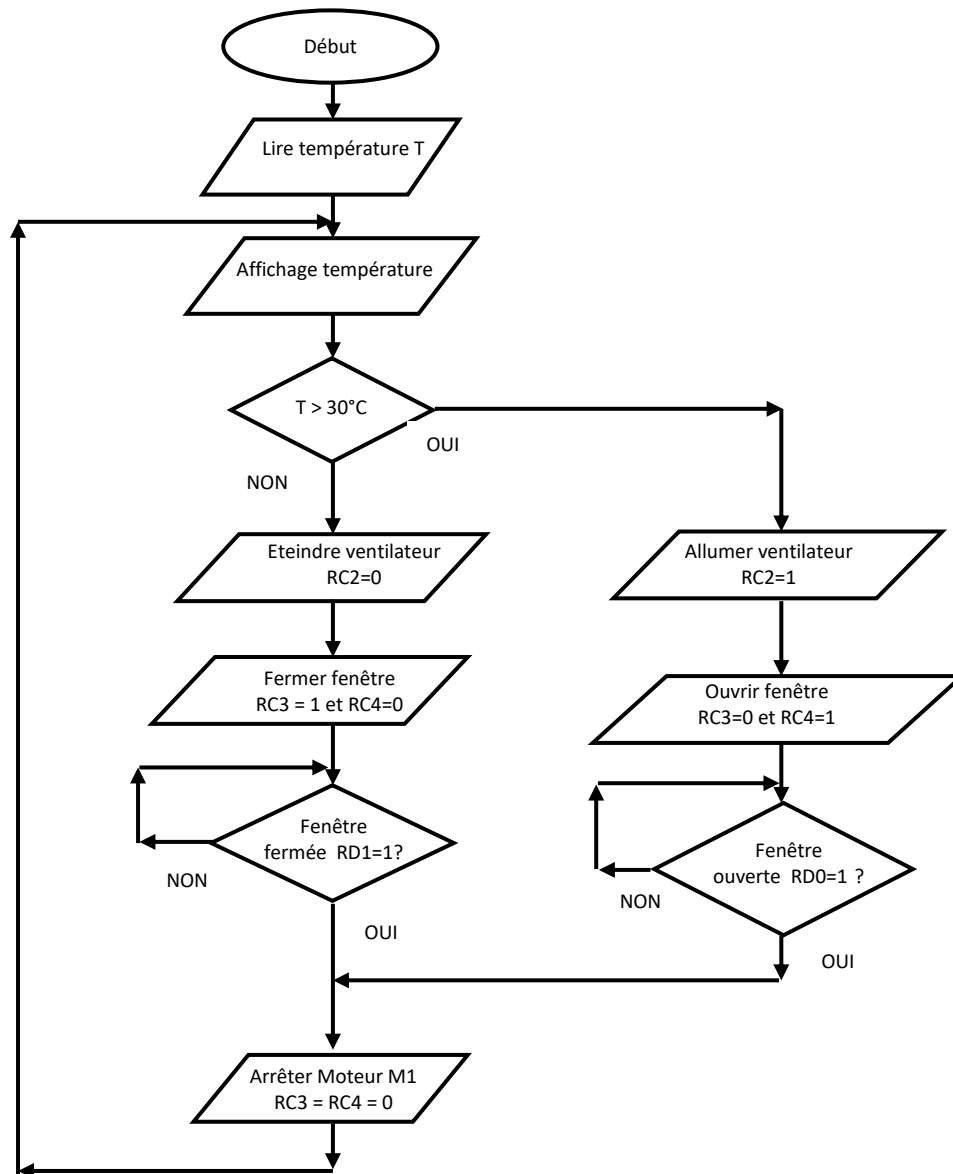 Début
Lire température T
Affichage température
T > 30°C
OUI
NON
Eteindre ventilateur
RC2=0
Allumer ventilateur
RC2=1
Fermer fenêtre
RC3 = 1 et RC4=0
Ouvrir fenêtre
RC3=0 et RC4=1
Fenêtre
fermée RD1=1?
NON
OUI
Fenêtre
ouverte RD0=1 ?
NON
OUI
Arrêter Moteur M1
RC3 = RC4 = 0